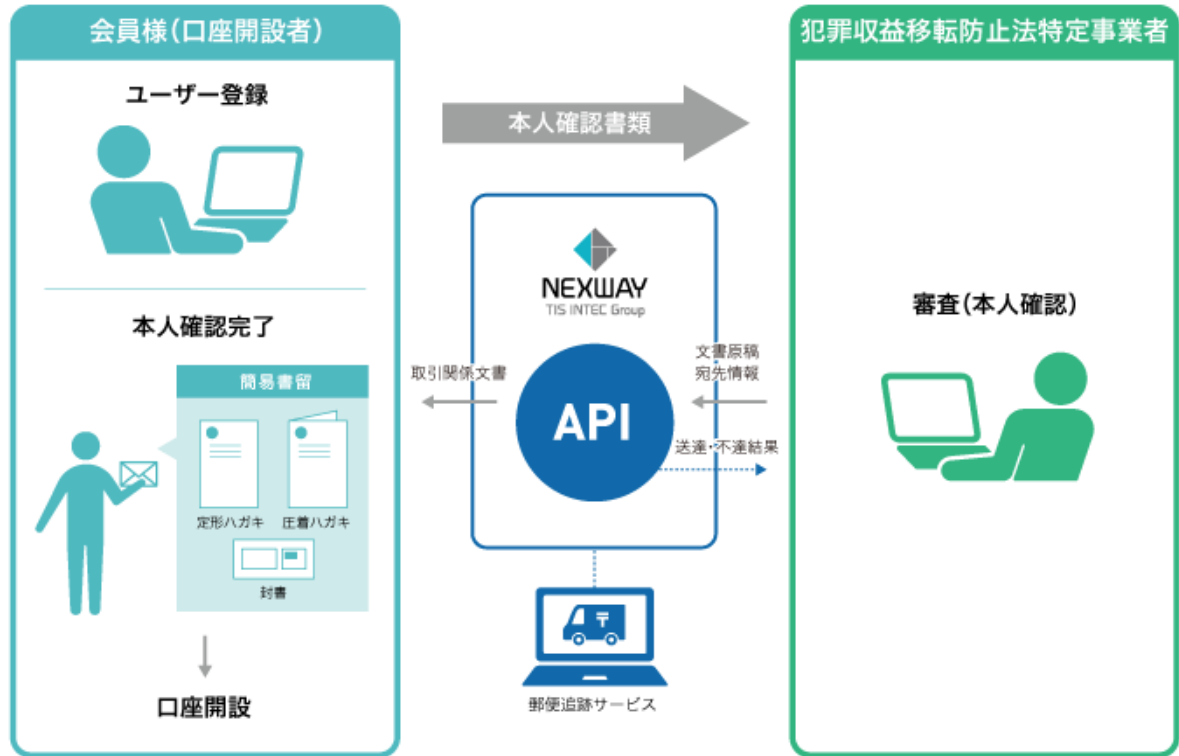 会員様(口座開設者)
ユーザー登録
本人確認完了
簡易書留
定形ハガキ
圧着ハガキ
封書
口座開設
本人確認書類
NEXWAY
TIS INTEC Group
取引関係文書
API
文書原稿
宛先情報
送達・不達結果
〒
郵便追跡サービス
犯罪収益移転防止法特定事業者
審査(本人確認)